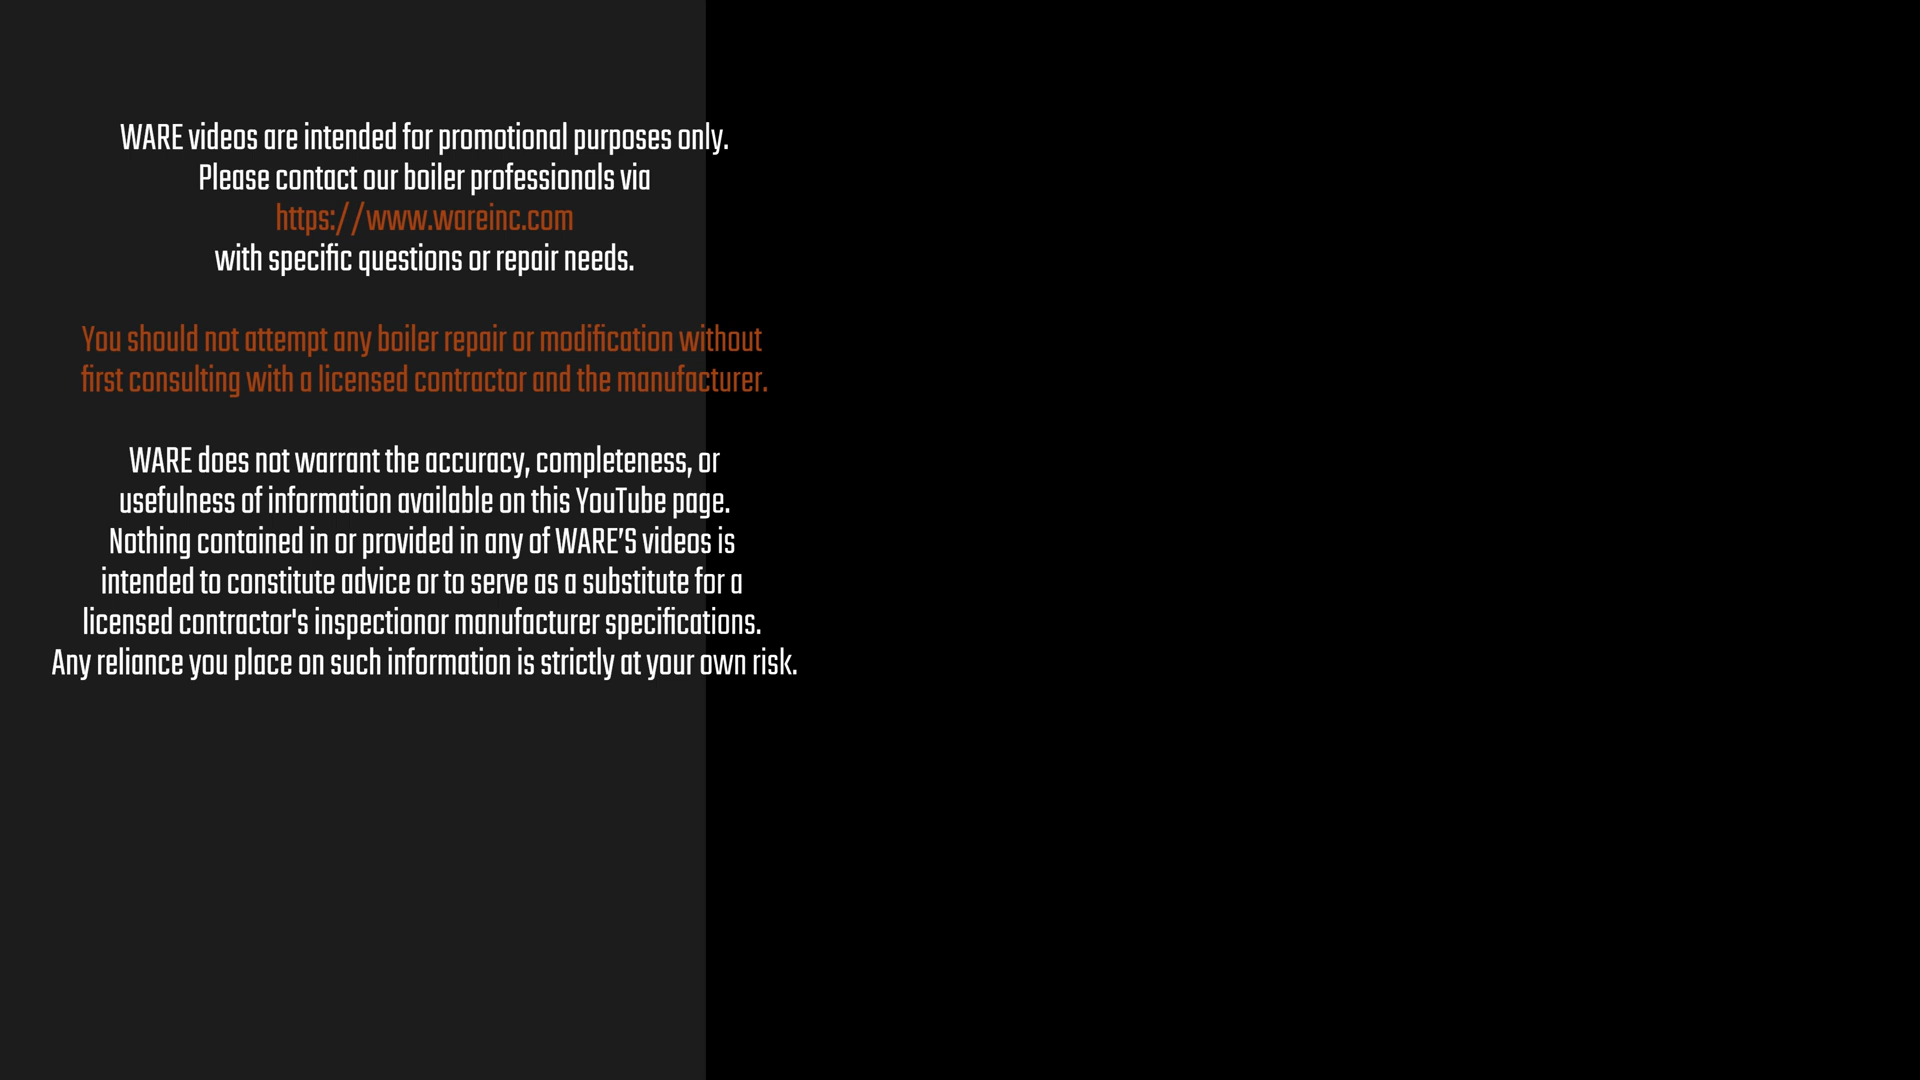 WARE videos are intended for promotional purposes only.
Please contact our boiler professionals via
https://www.wareinc.com
with specific questions or repair needs.
You should not attempt any boiler repair or modification without
first consulting with a licensed contractor and the manufacturer.
WARE does not warrant the accuracy, completeness, or
usefulness of information available on this YouTube page.
Nothing contained in or provided in any of WARE’S videos is
intended to constitute advice or to serve as a substitute for a
licensed contractor's inspectionor manufacturer specifications.
Any reliance you place on such information is strictly at your own risk.